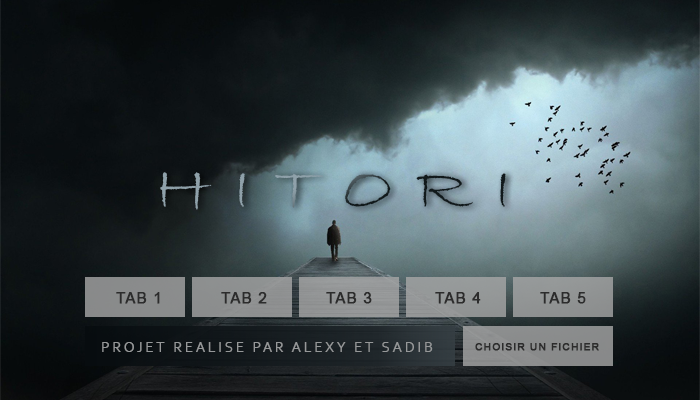 HITORI
TAB 1 TAB 2 TAB 3 TAB 4 TAB 5
PROJET REALISE PAR ALEXY ET SADIB CHOISIR UN FICHIER